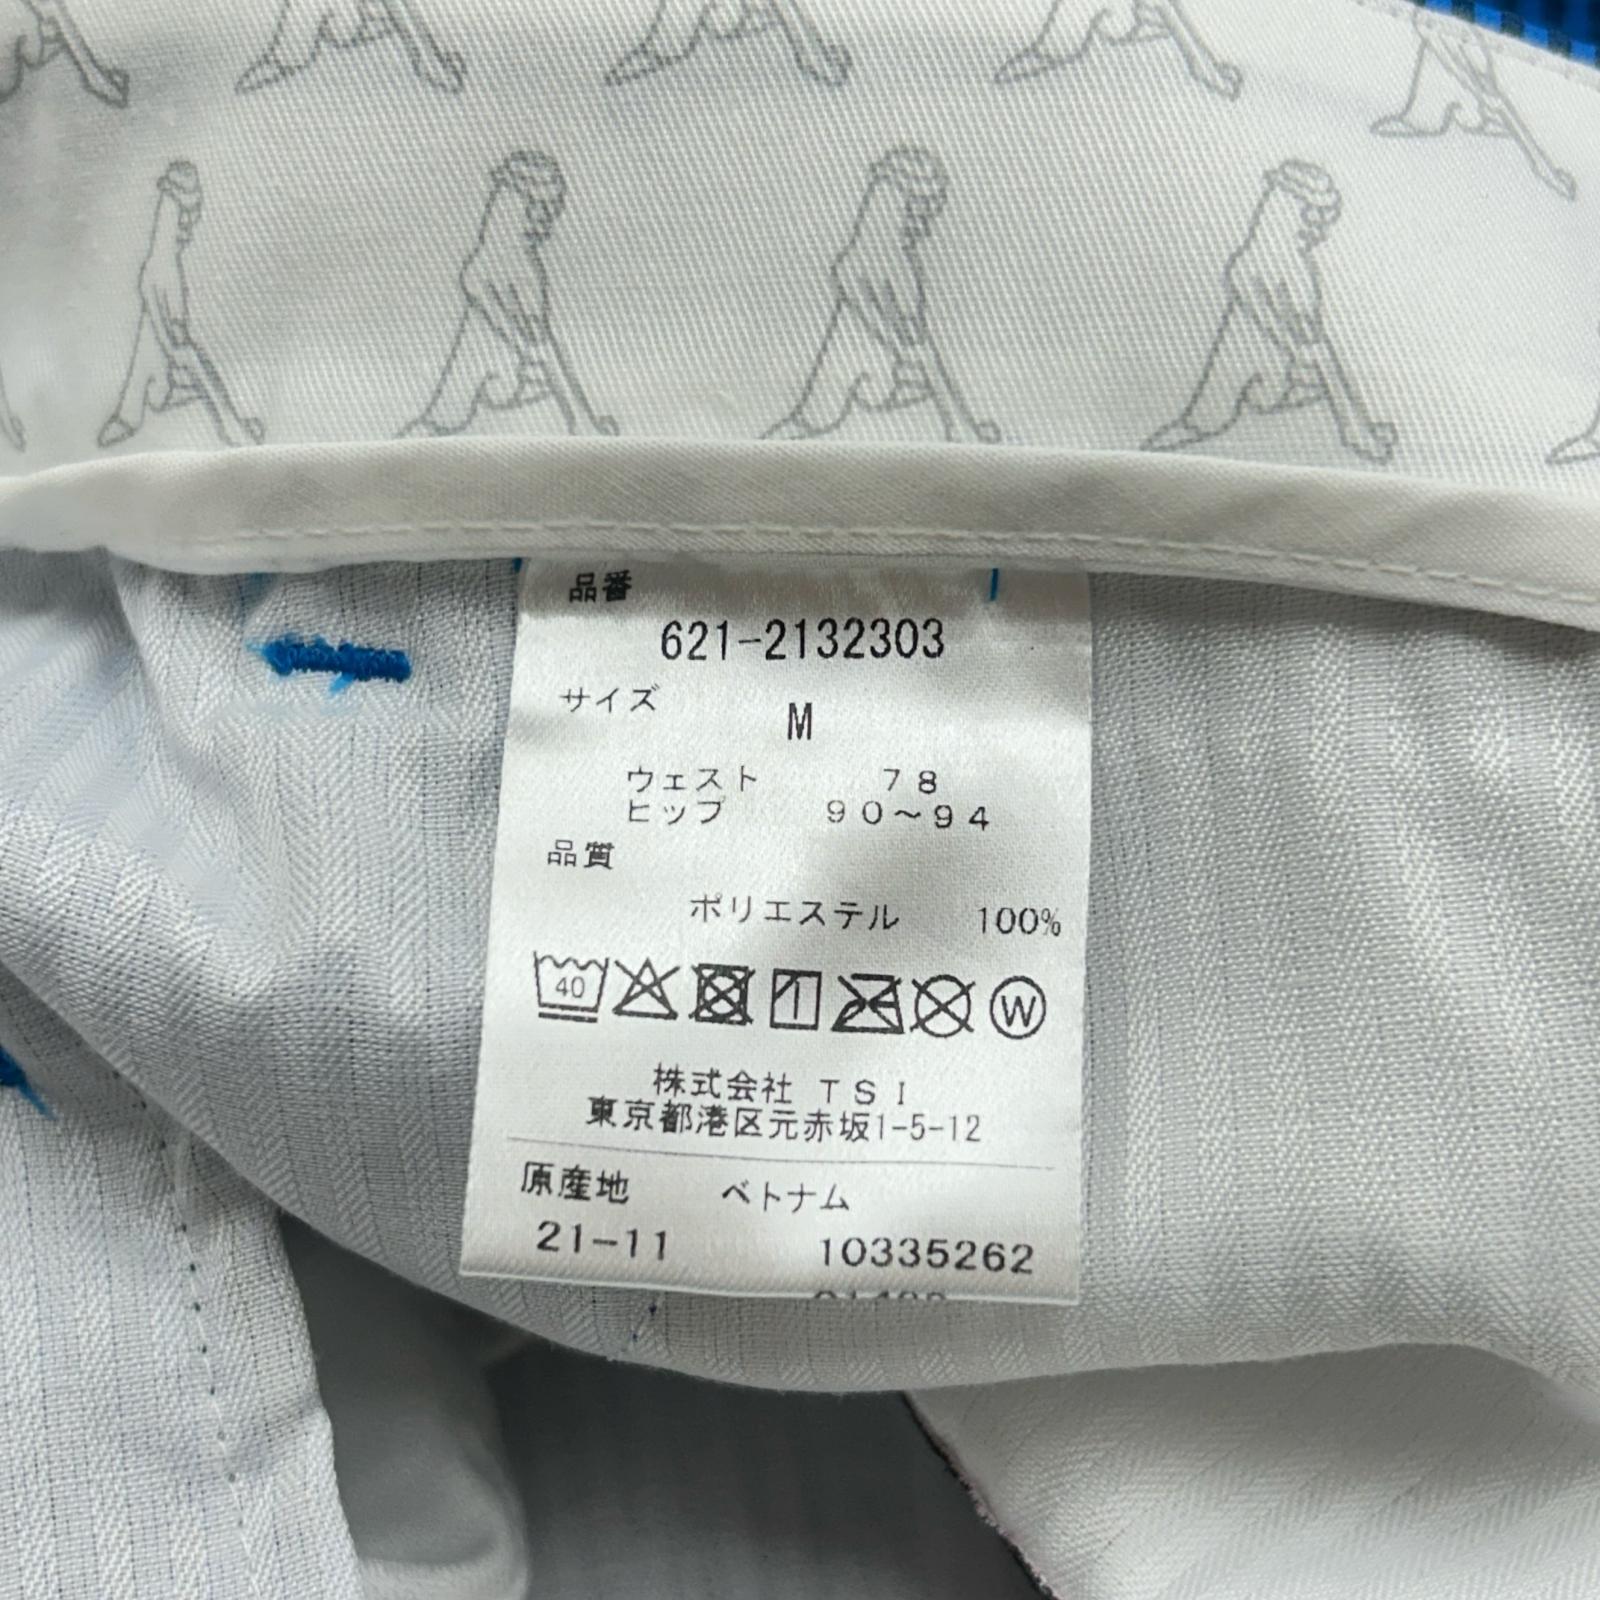 品番
621-2132303
サイズ
M
ウェスト 78
ヒップ 90～94
品質
ポリエステル 100%
40
W
株式会社 TSI
東京都港区元赤坂1-5-12
原産地 ベトナム
21-11 10335262